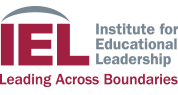 IEL
Institute for
Educational
Leadership
Leading Across Boundaries